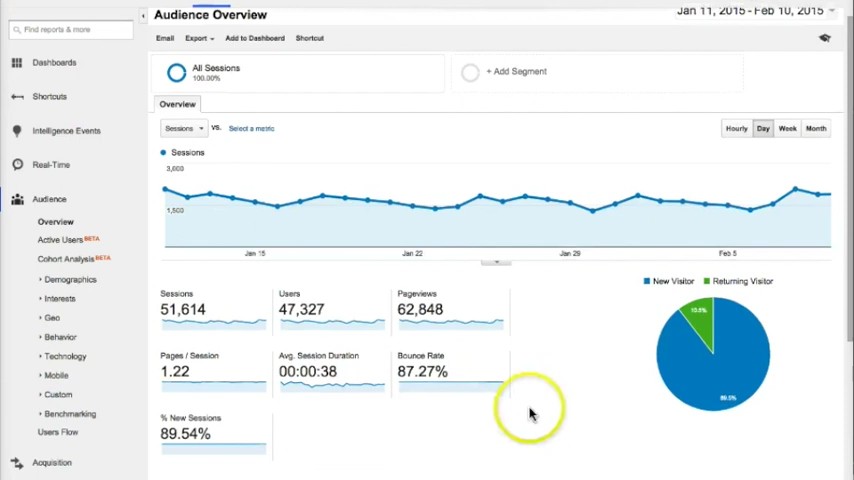 Audience Overview
Jan 11, 2015 - Feb 10, 2015
Find reports & more
Email Export Add to Dashboard Shortcut
Dashboards
Shortcuts
Intelligence Events
Real-Time
Audience
Overview
Active Users BETA
Cohort Analysis BETA
Demographics
Interests
Geo
Behavior
Technology
Mobile
Custom
Benchmarking
Users Flow
Acquisition
All Sessions
100.00%
+ Add Segment
Overview
Sessions VS. Select a metric
Hourly Day Week Month
Sessions
3,000
1,500
Jan 15 Jan 22 Jan 29 Feb 5
Sessions
51,614
Users
47,327
Pageviews
62,848
Pages / Session
1.22
Avg. Session Duration
00:00:38
Bounce Rate
87.27%
% New Sessions
89.54%
New Visitor Returning Visitor
89.5%